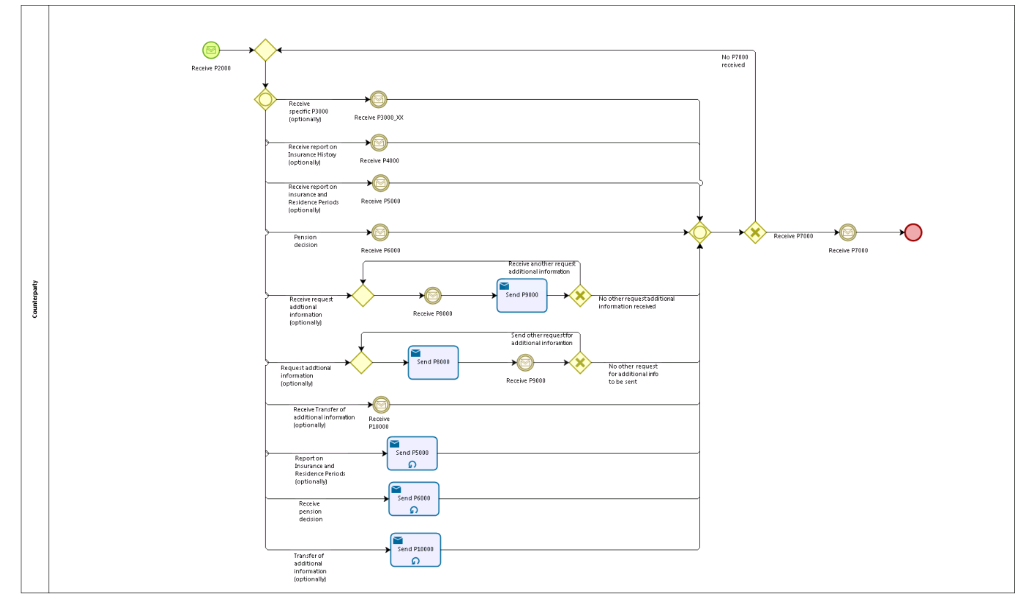 Counterparty
Receive P2000
No P7000
received
Receive
specific P3000
(optionally)
Receive P3000_XX
Receive report on
Insurance History
(optionally)
Receive P4000
Receive report on
insurance and
Residence Periods
(optionally)
Receive P5000
Pension
decision
Receive P6000
Receive P7000
Receive P7000
Receive another request
additional information
Receive request
additional
information
(optionally)
Receive P8000
Send P9000
No other request additional
information received
Send other request for
additional inforamtion
Request addtional
information
(optionally)
Send P8000
Receive P9000
No other request
for additional info
to be sent
Receive Transfer of
additional information
(optionally)
Receive
P10000
Report on
Insurance and
Residence Periods
(optionally)
Send P5000
Receive
pension
decision
Send P6000
Transfer of
additional
information
(optionally)
Send P10000